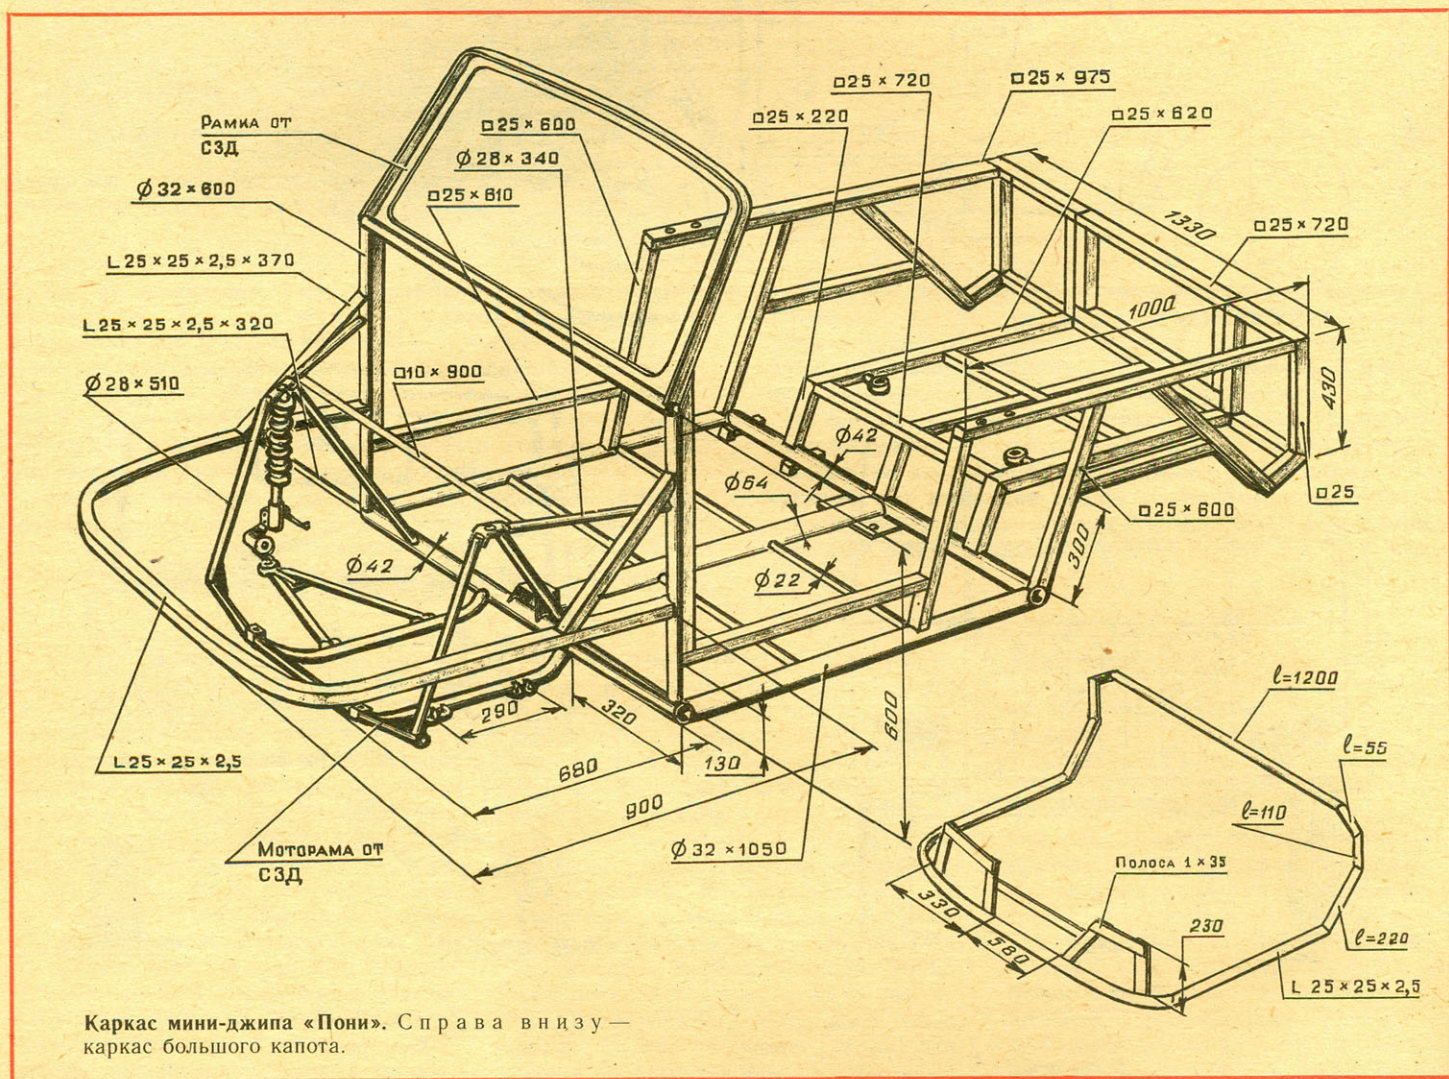 □25 × 720
□25 × 975
□25 × 220
□25 × 620
Рамка от
СЗД
□25 × 600
∅28 × 340
∅32 × 600
□25 × 610
1330
□25 × 720
L 25 × 25 × 2,5 × 370
1000
L 25 × 25 × 2,5 × 320
∅28 × 510
□10 × 900
430
∅42
∅64
□25
□25 × 600
300
∅42
∅22
290
320
600
680
130
900
L 25 × 25 × 2,5
Моторама от
СЗД
∅32 × 1050
ℓ=1200
ℓ=55
ℓ=110
Полоса 1 × 35
330
580
230
ℓ=220
L 25 × 25 × 2,5
Каркас мини-джипа «Пони». Справа внизу —
каркас большого капота.